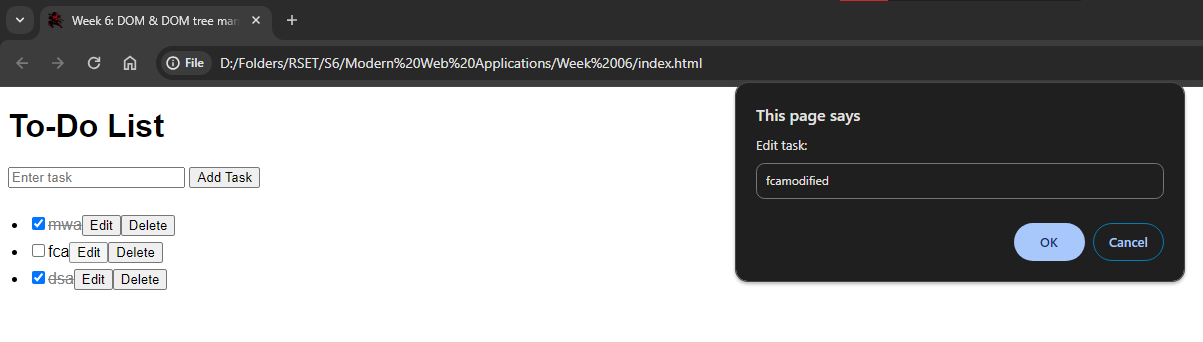 Week 6: DOM & DOM tree man
File D:/Folders/RSET/S6/Modern%20Web%20Applications/Week%2006/index.html
To-Do List
Enter task Add Task
mwa Edit Delete
fca Edit Delete
dsa Edit Delete
This page says
Edit task:
fcamodified
OK Cancel